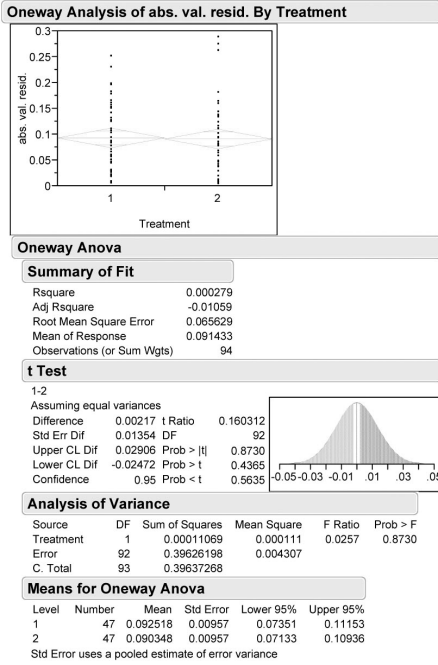 Oneway Analysis of abs. val. resid. By Treatment
0.3
0.25
0.2
0.15
0.1
0.05
0
abs. val. resid.
1 2
Treatment
Oneway Anova
Summary of Fit
Rsquare 0.000279
Adj Rsquare -0.01059
Root Mean Square Error 0.065629
Mean of Response 0.091433
Observations (or Sum Wgts) 94
t Test
1-2
Assuming equal variances
Difference 0.00217 t Ratio 0.160312
Std Err Dif 0.01354 DF 92
Upper CL Dif 0.02906 Prob > |t| 0.8730
Lower CL Dif -0.02472 Prob > t 0.4365
Confidence 0.95 Prob < t 0.5635
-0.05 -0.03 -0.01 .01 .03 .05
Analysis of Variance
Source DF Sum of Squares Mean Square F Ratio Prob > F
Treatment 1 0.00011069 0.000111 0.0257 0.8730
Error 92 0.39626198 0.004307
C. Total 93 0.39637268
Means for Oneway Anova
Level Number Mean Std Error Lower 95% Upper 95%
1 47 0.092518 0.00957 0.07351 0.11153
2 47 0.090348 0.00957 0.07133 0.10936
Std Error uses a pooled estimate of error variance